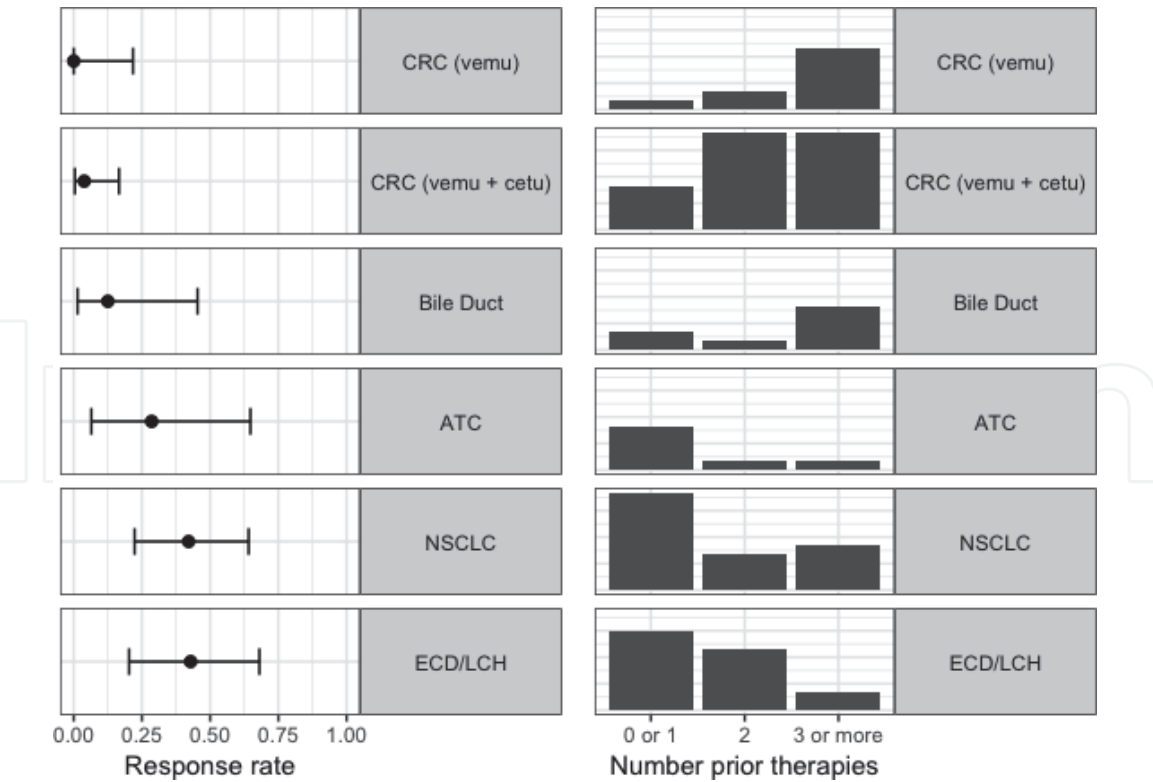 CRC (vemu)
CRC (vemu)
CRC (vemu + cetu)
CRC (vemu + cetu)
Bile Duct
Bile Duct
ATC
ATC
NSCLC
NSCLC
ECD/LCH
ECD/LCH
0.00 0.25 0.50 0.75 1.00
0 or 1 2 3 or more
Response rate
Number prior therapies